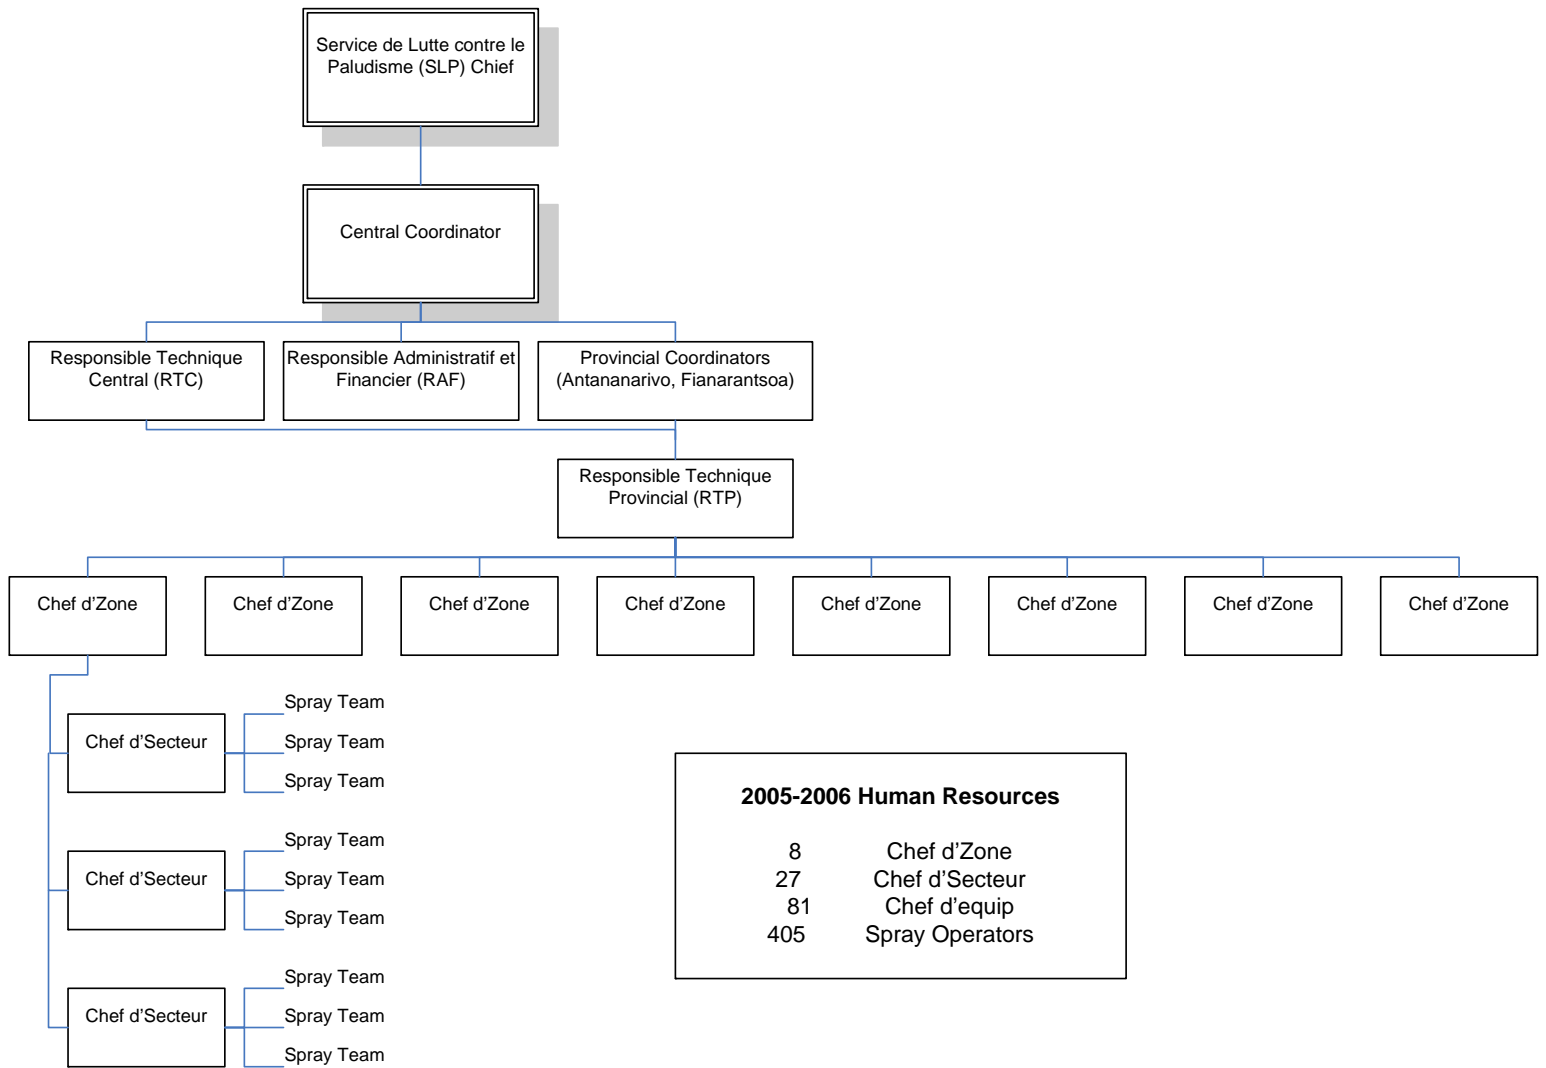 Service de Lutte contre le
Paludisme (SLP) Chief
Central Coordinator
Responsible Technique
Central (RTC)
Responsible Administratif et
Financier (RAF)
Provincial Coordinators
(Antananarivo, Fianarantsoa)
Responsible Technique
Provincial (RTP)
Chef d'Zone
Chef d'Zone
Chef d'Zone
Chef d'Zone
Chef d'Zone
Chef d'Zone
Chef d'Zone
Chef d'Zone
Chef d'Secteur
Spray Team
Spray Team
Spray Team
Chef d'Secteur
Spray Team
Spray Team
Spray Team
Chef d'Secteur
Spray Team
Spray Team
Spray Team
2005-2006 Human Resources
8 Chef d'Zone
27 Chef d'Secteur
81 Chef d'equip
405 Spray Operators